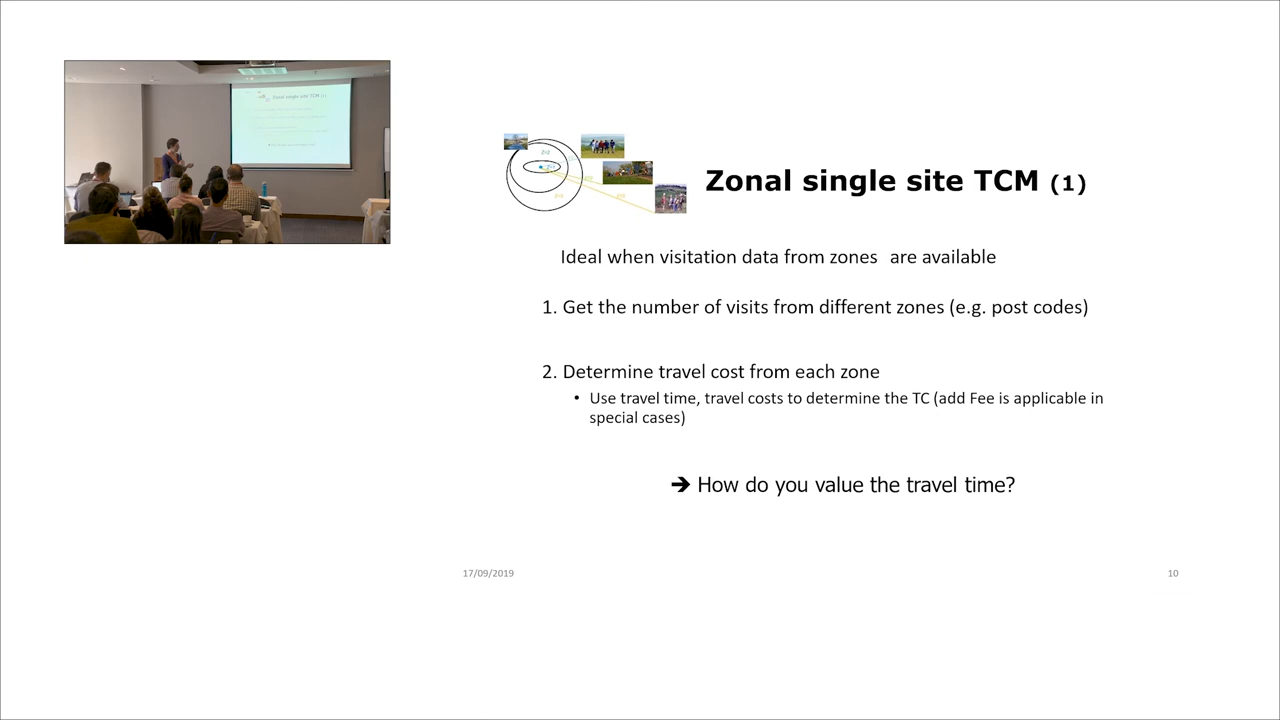 Zonal single site TCM (1)
Ideal when visitation data from zones are available
1. Get the number of visits from different zones (e.g. post codes)
2. Determine travel cost from each zone
• Use travel time, travel costs to determine the TC (add Fee is applicable in
special cases)
➔ How do you value the travel time?
17/09/2019
10